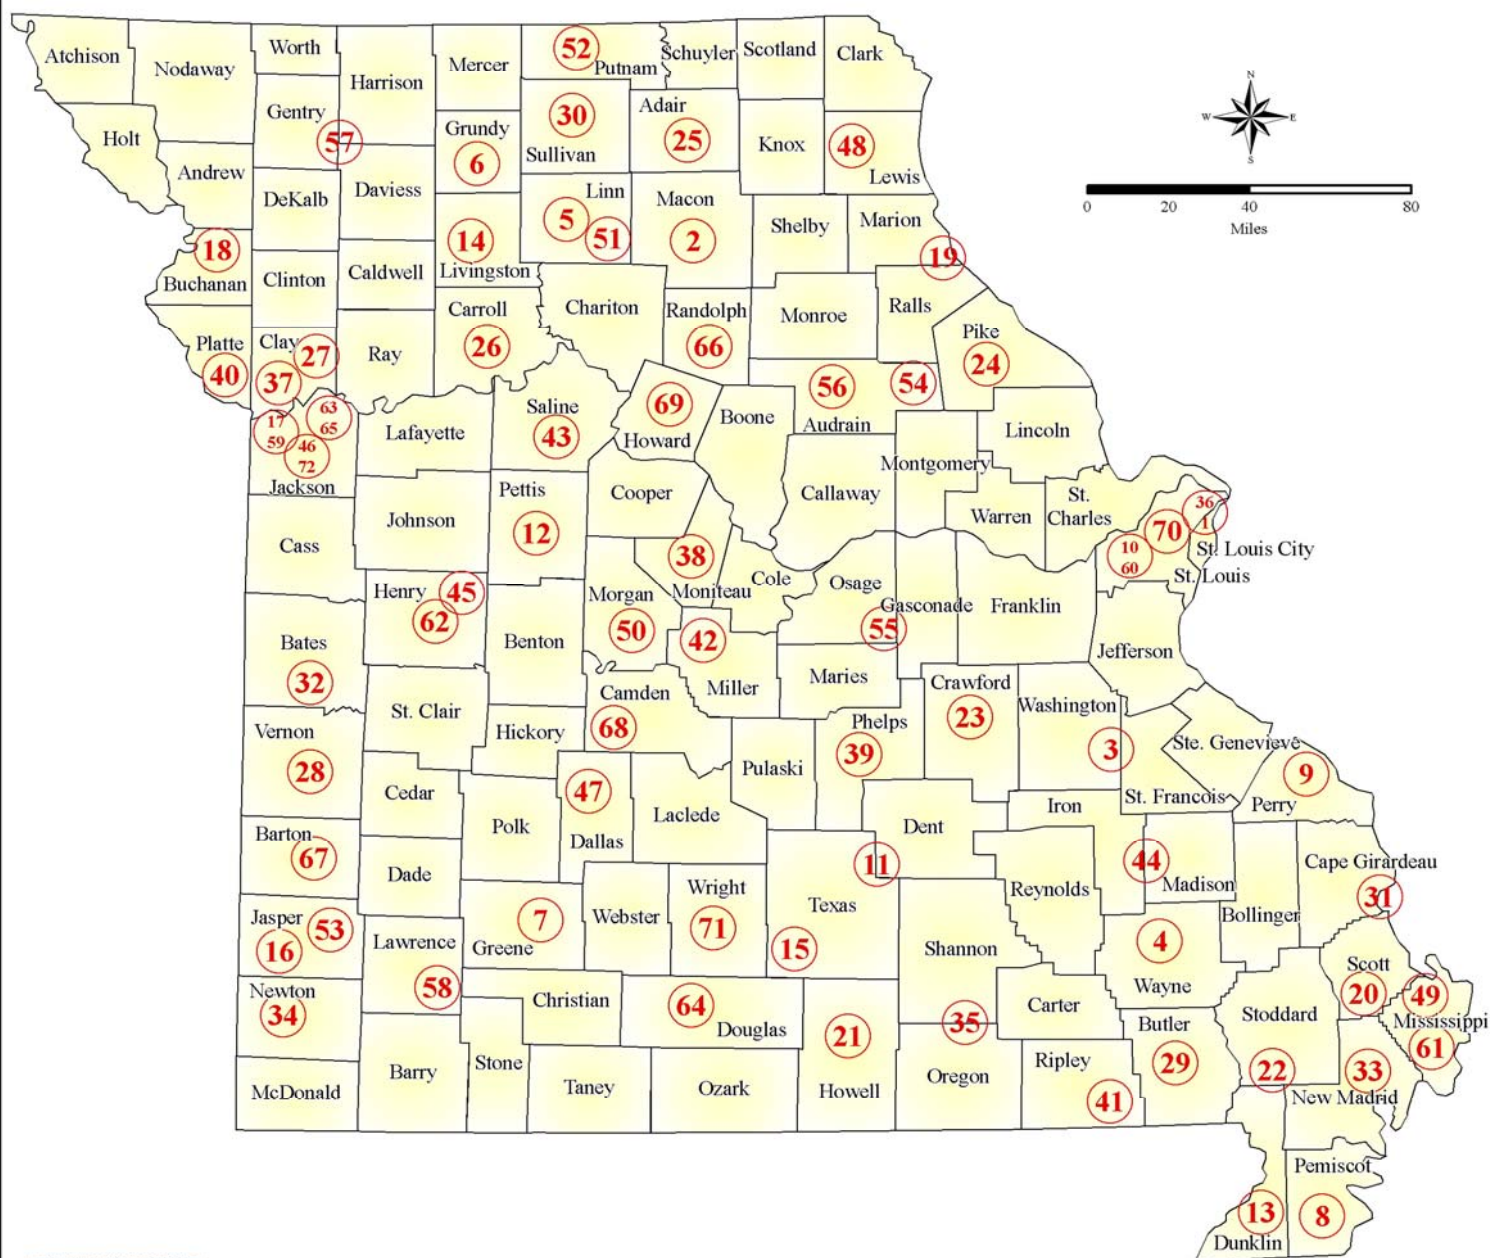 Atchison
Nodaway
Worth
Harrison
Mercer
52
Putnam
Schuyler
Scotland
Clark
N
W
E
S
Holt
Gentry
57
Grundy
6
30
Sullivan
Adair
25
Knox
48
Lewis
Andrew
DeKalb
Daviess
Linn
5
51
Macon
2
Shelby
Marion
19
0
20
40
80
Miles
18
Buchanan
Clinton
Caldwell
14
Livingston
Chariton
Randolph
66
Monroe
Ralls
Pike
24
Platte
40
Clay
27
37
Ray
Carroll
26
17
59
63
65
46
72
Jackson
Lafayette
Saline
43
69
Howard
Boone
56
54
Audrain
Lincoln
Montgomery
Cass
Johnson
Pettis
12
Cooper
Callaway
Warren
St.
Charles
36
1
70
10
60
St. Louis City
St. Louis
38
Moniteau
Cole
Osage
Gasconade
55
Franklin
Henry
45
62
Benton
Morgan
50
42
Miller
Maries
Jefferson
Bates
32
St. Clair
Hickory
Camden
68
Crawford
23
Washington
3
Vernon
28
Phelps
39
Pulaski
Ste. Genevieve
9
Perry
St. Francois
Cedar
47
Dallas
Laclede
Polk
Dent
Iron
Barton
67
Dade
11
44
Madison
Cape Girardeau
31
Jasper
53
16
Lawrence
58
7
Greene
Webster
Wright
71
Texas
15
Reynolds
Bollinger
Shannon
4
Wayne
Scott
20
49
Mississippi
61
Newton
34
Christian
64
Douglas
21
Howell
35
Carter
Butler
29
Stoddard
22
33
New Madrid
McDonald
Barry
Stone
Taney
Ozark
Oregon
Ripley
41
Pemiscot
8
13
Dunklin